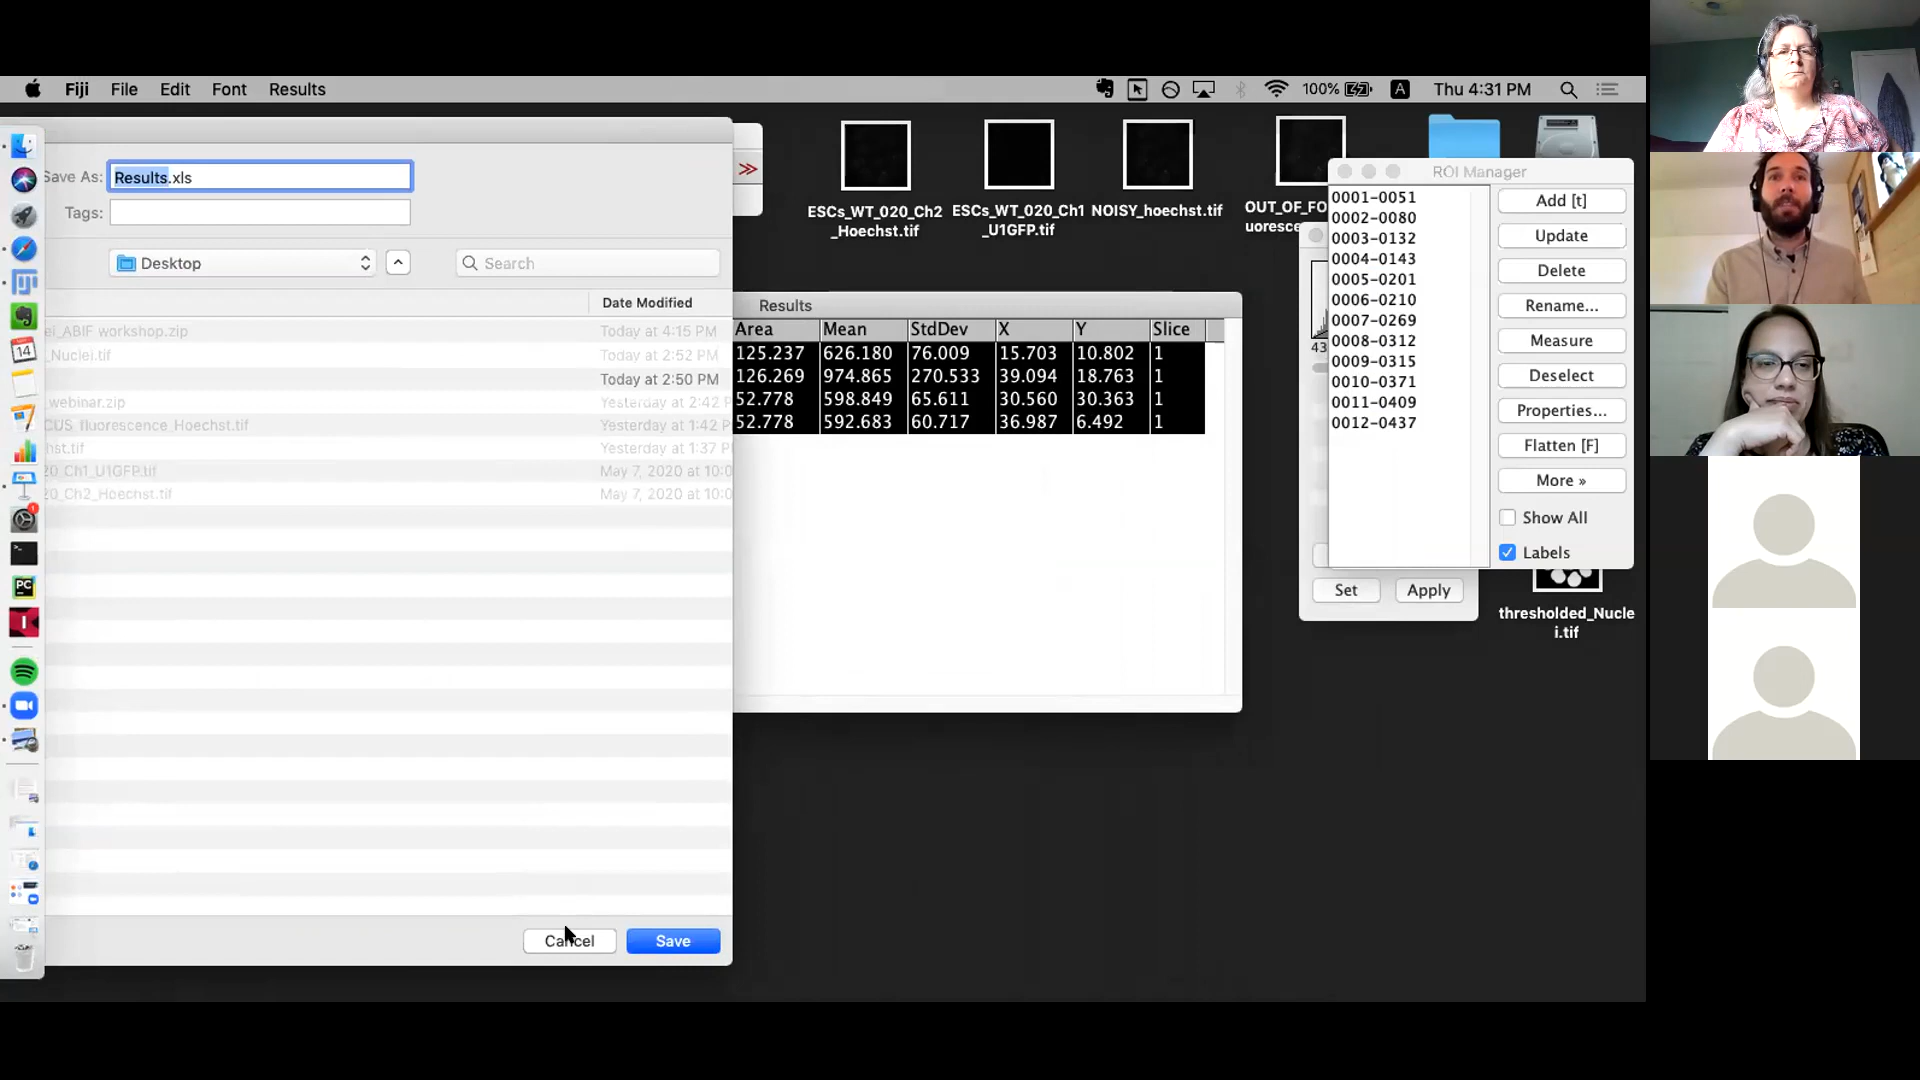 Fiji File Edit Font Results
100% A Thu 4:31 PM
Save As: Results.xls
Tags:
Desktop
Search
Date Modified
ei_ABIF workshop.zip Today at 4:15 PM
_Nuclei.tif Today at 2:52 PM
Today at 2:50 PM
webinar.zip Yesterday at 2:42 P
CUS_fluorescence_Hoechst.tif Yesterday at 1:42 P
hst.tif Yesterday at 1:37 P
20_Ch1_U1GFP.tif May 7, 2020 at 10:0
20_Ch2_Hoechst.tif May 7, 2020 at 10:0
Cancel Save
ESCs_WT_020_Ch2
_Hoechst.tif
ESCs_WT_020_Ch1
_U1GFP.tif
NOISY_hoechst.tif
OUT_OF_FO
uoresce
Results
Area Mean StdDev X Y Slice
125.237 626.180 76.009 15.703 10.802 1
126.269 974.865 270.533 39.094 18.763 1
52.778 598.849 65.611 30.560 30.363 1
52.778 592.683 60.717 36.987 6.492 1
43
Set Apply
ROI Manager
0001-0051
0002-0080
0003-0132
0004-0143
0005-0201
0006-0210
0007-0269
0008-0312
0009-0315
0010-0371
0011-0409
0012-0437
Add [t]
Update
Delete
Rename...
Measure
Deselect
Properties...
Flatten [F]
More »
Show All
Labels
thresholded_Nucle
i.tif
14
1
PC
I